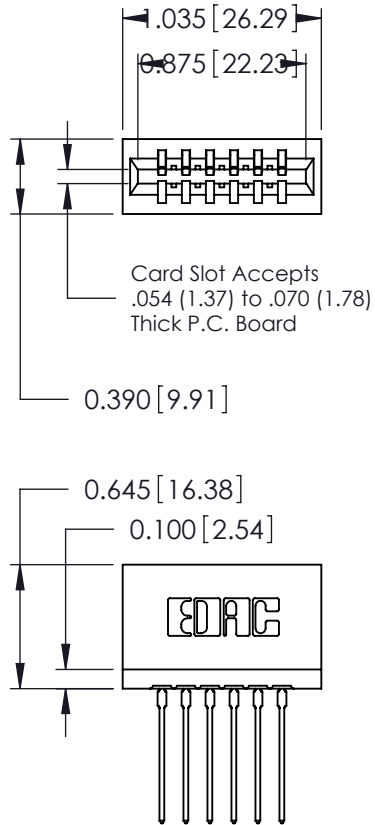 1.035[26.29]
0.875[22.23]
Card Slot Accepts
.054 (1.37) to .070 (1.78)
Thick P.C. Board
0.390[9.91]
0.645[16.38]
0.100[2.54]
EDAC